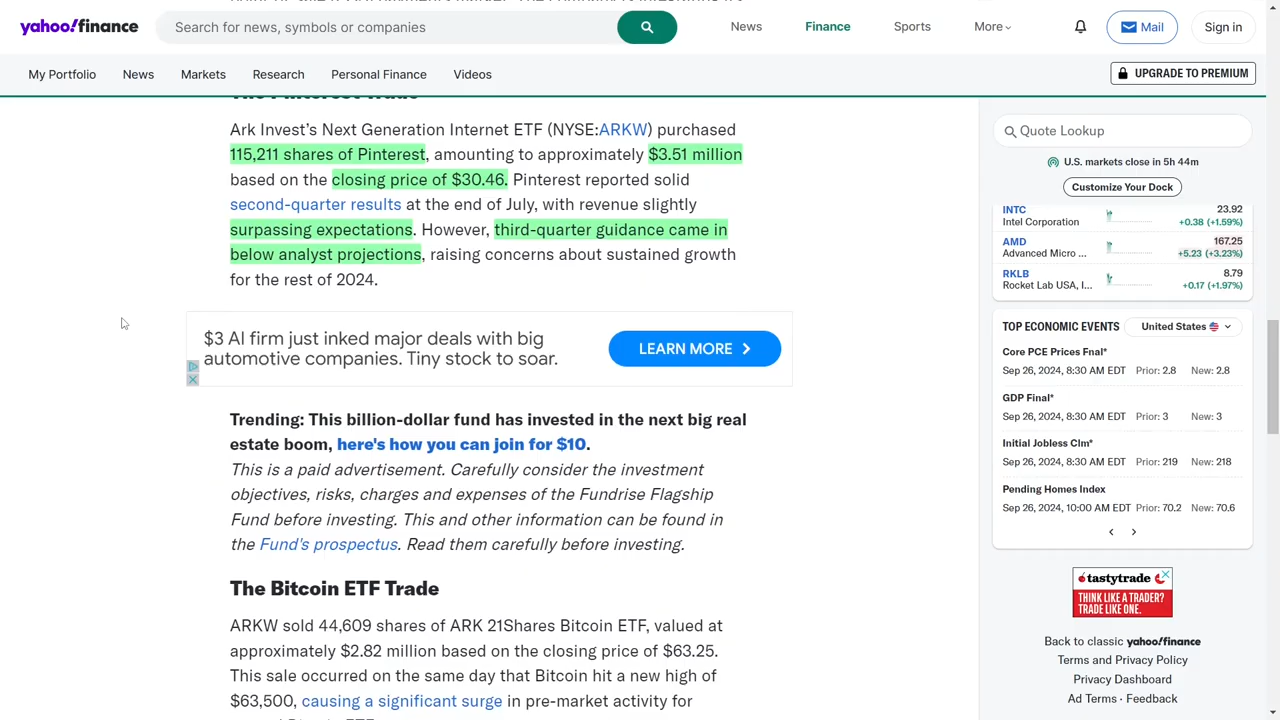 yahoo!finance
Search for news, symbols or companies
News
Finance
Sports
More
Mail
Sign in
My Portfolio
News
Markets
Research
Personal Finance
Videos
UPGRADE TO PREMIUM
The Pinterest Trade
Ark Invest's Next Generation Internet ETF (NYSE:ARKW) purchased
115,211 shares of Pinterest, amounting to approximately $3.51 million
based on the closing price of $30.46. Pinterest reported solid
second-quarter results at the end of July, with revenue slightly
surpassing expectations. However, third-quarter guidance came in
below analyst projections, raising concerns about sustained growth
for the rest of 2024.
$3 AI firm just inked major deals with big
automotive companies. Tiny stock to soar.
LEARN MORE
Trending: This billion-dollar fund has invested in the next big real
estate boom, here's how you can join for $10.
This is a paid advertisement. Carefully consider the investment
objectives, risks, charges and expenses of the Fundrise Flagship
Fund before investing. This and other information can be found in
the Fund's prospectus. Read them carefully before investing.
The Bitcoin ETF Trade
ARKW sold 44,609 shares of ARK 21Shares Bitcoin ETF, valued at
approximately $2.82 million based on the closing price of $63.25.
This sale occurred on the same day that Bitcoin hit a new high of
$63,500, causing a significant surge in pre-market activity for
Quote Lookup
U.S. markets close in 5h 44m
Customize Your Dock
INTC 23.92
Intel Corporation +0.38 (+1.59%)
AMD 167.25
Advanced Micro ... +5.23 (+3.23%)
RKLB 8.79
Rocket Lab USA, I... +0.17 (+1.97%)
TOP ECONOMIC EVENTS United States
Core PCE Prices Fnal*
Sep 26, 2024, 8:30 AM EDT Prior: 2.8 New: 2.8
GDP Final*
Sep 26, 2024, 8:30 AM EDT Prior: 3 New: 3
Initial Jobless Clm*
Sep 26, 2024, 8:30 AM EDT Prior: 219 New: 218
Pending Homes Index
Sep 26, 2024, 10:00 AM EDT Prior: 70.2 New: 70.6
tastytrade
THINK LIKE A TRADER?
TRADE LIKE ONE.
Back to classic yahoo!finance
Terms and Privacy Policy
Privacy Dashboard
Ad Terms · Feedback